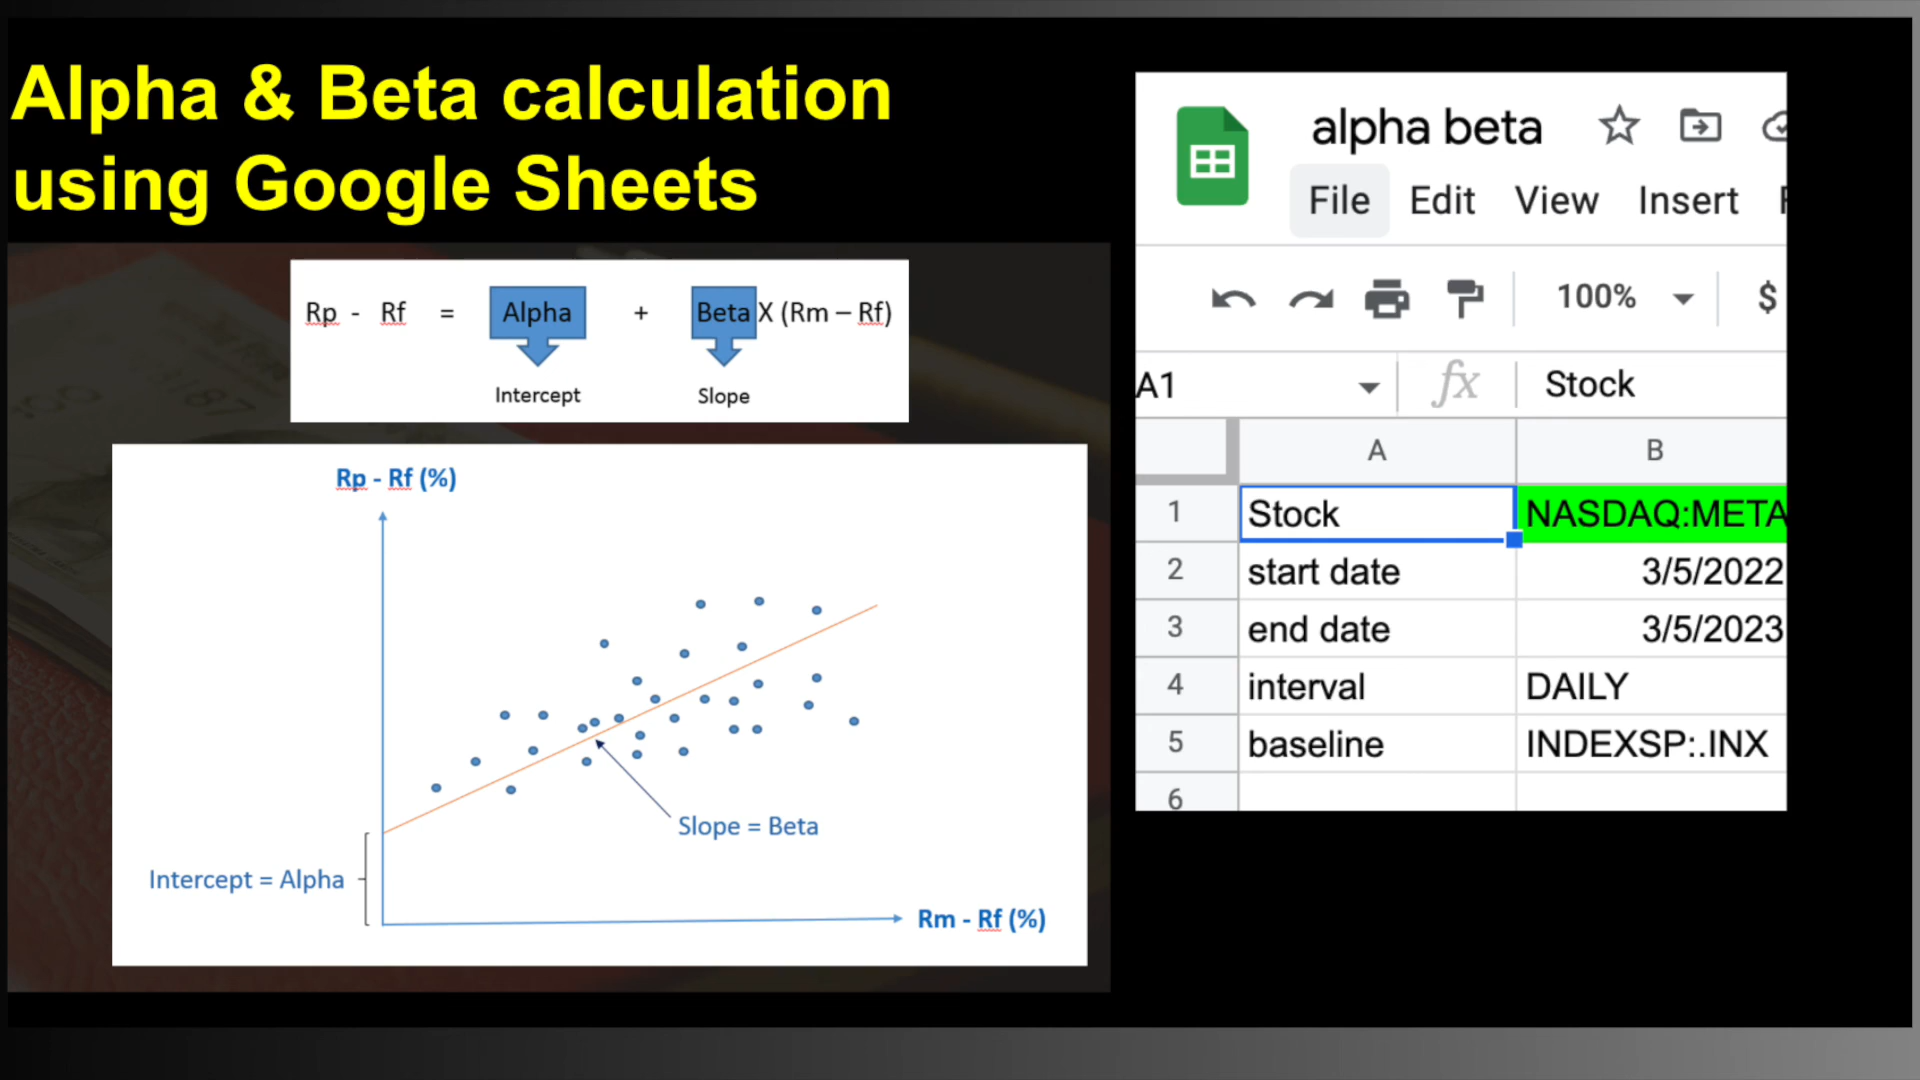 Alpha & Beta calculation
using Google Sheets
Rp - Rf = Alpha + Beta X (Rm – Rf)
Intercept Slope
Rp - Rf (%)
Slope = Beta
Intercept = Alpha
Rm - Rf (%)
alpha beta
File Edit View Insert
100% $
A1 fx Stock
A B
1 Stock NASDAQ:META
2 start date 3/5/2022
3 end date 3/5/2023
4 interval DAILY
5 baseline INDEXSP:.INX
6